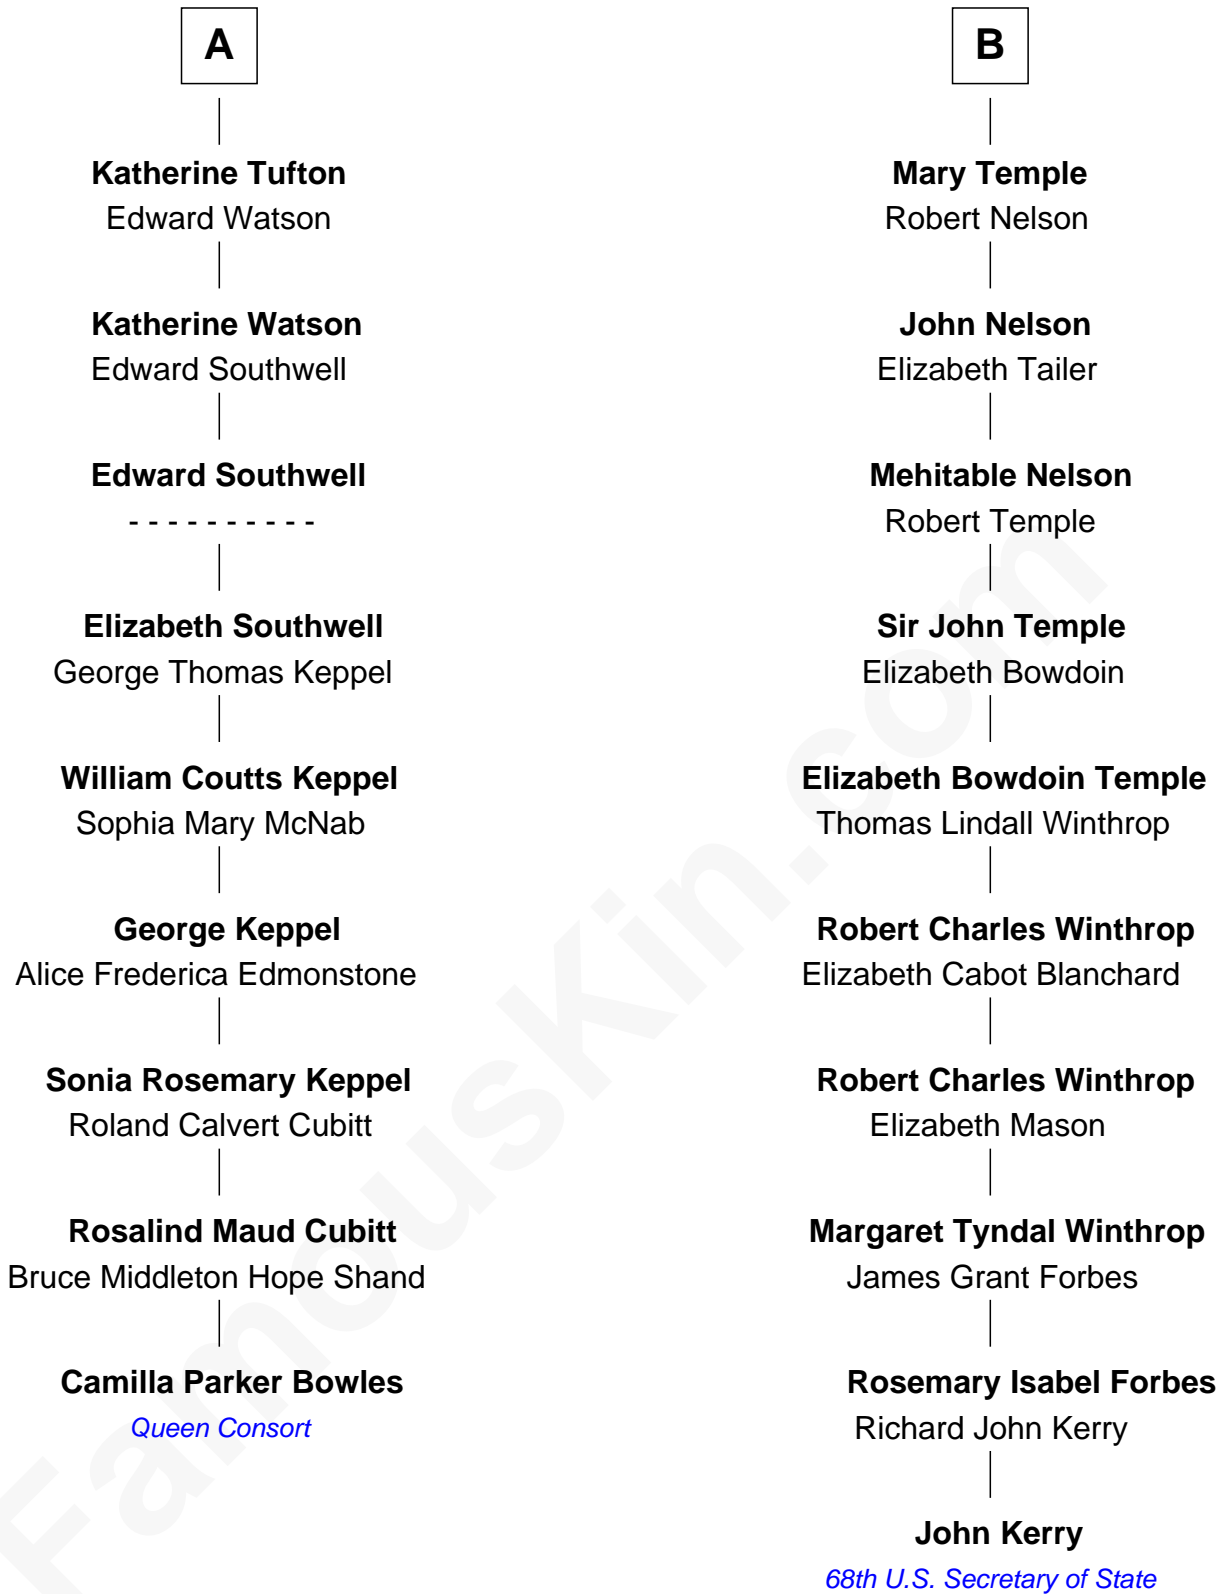 A
Katherine Tufton
Edward Watson
Katherine Watson
Edward Southwell
Edward Southwell
- - - - - - - - - -
Elizabeth Southwell
George Thomas Keppel
William Coutts Keppel
Sophia Mary McNab
George Keppel
Alice Frederica Edmonstone
Sonia Rosemary Keppel
Roland Calvert Cubitt
Rosalind Maud Cubitt
Bruce Middleton Hope Shand
Camilla Parker Bowles
Queen Consort
B
Mary Temple
Robert Nelson
John Nelson
Elizabeth Tailer
Mehitable Nelson
Robert Temple
Sir John Temple
Elizabeth Bowdoin
Elizabeth Bowdoin Temple
Thomas Lindall Winthrop
Robert Charles Winthrop
Elizabeth Cabot Blanchard
Robert Charles Winthrop
Elizabeth Mason
Margaret Tyndal Winthrop
James Grant Forbes
Rosemary Isabel Forbes
Richard John Kerry
John Kerry
68th U.S. Secretary of State
FamousKin.com